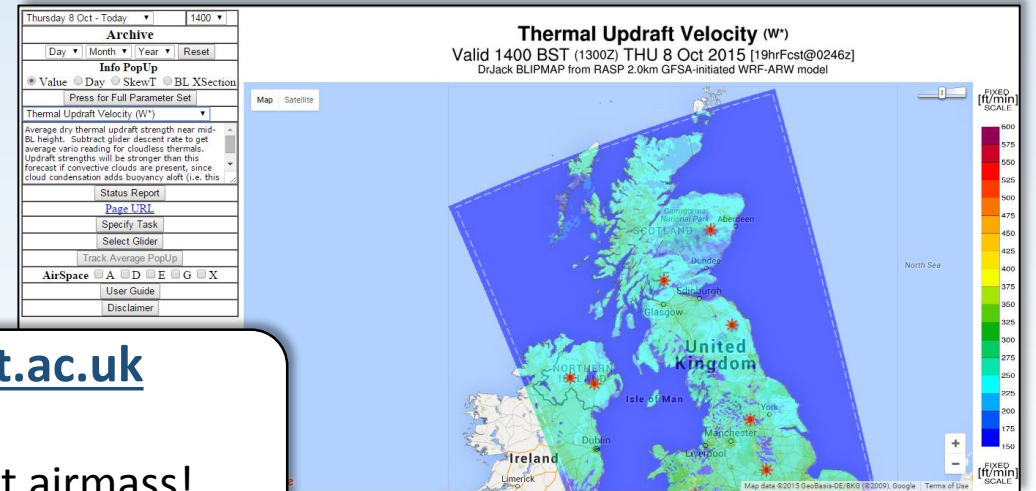 Thursday 8 Oct - Today 1400
Archive
Day Month Year Reset
Info PopUp
Value Day SkewT BL XSection
Press for Full Parameter Set
Thermal Updraft Velocity (W*)
Average dry thermal updraft strength near mid-
BL height. Subtract glider descent rate to get
average vario reading for cloudless thermals.
Updraft strengths will be stronger than this
forecast if convective clouds are present, since
cloud condensation adds buoyancy aloft (i.e. this
Status Report
Page URL
Specify Task
Select Glider
Track Average PopUp
AirSpace A D E G X
User Guide
Disclaimer
Thermal Updraft Velocity (W*)
Valid 1400 BST (1300Z) THU 8 Oct 2015 [19hrFcst@0246z]
DrJack BLIPMAP from RASP 2.0km GFSA-initiated WRF-ARW model
Map Satellite
Cairngorms
National Park
Aberdeen
SCOTLAND
Dundee
Edinburgh
Glasgow
North Sea
United
Kingdom
NORTHERN
Isle of Man
York
Manchester
Dublin
Liverpool
Ireland
Limerick
+
−
Map data ©2015 GeoBasis-DE/BKG (©2009), Google Terms of Use
FIXED
[ft/min]
SCALE
600
575
550
525
500
475
450
425
400
375
350
325
300
275
250
225
200
175
150
FIXED
[ft/min]
SCALE
t.ac.uk
t airmass!